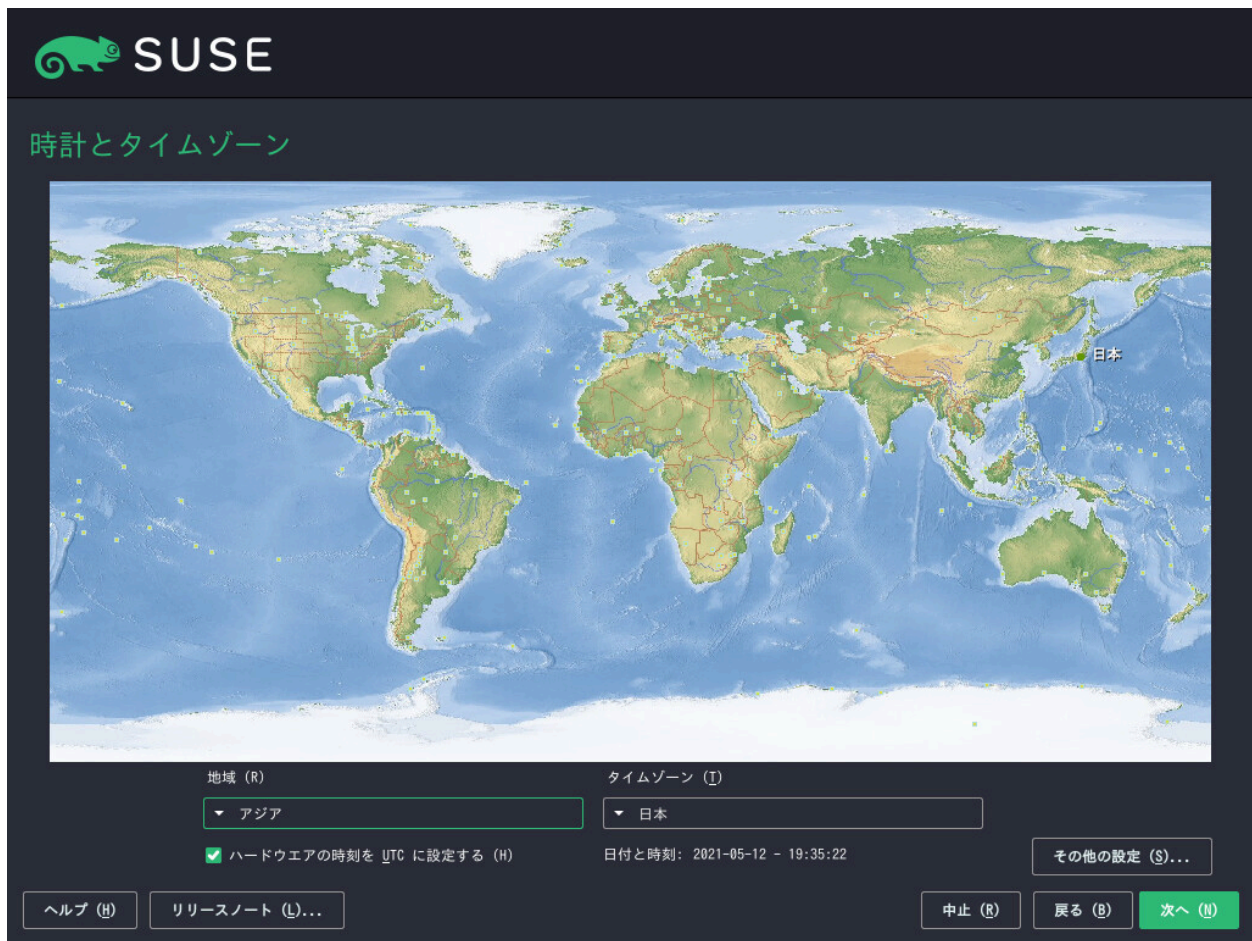 SUSE
時計とタイムゾーン
日本
地域 (R)
タイムゾーン (T)
アジア
日本
ハードウエアの時刻を UTC に設定する (H)
日付と時刻: 2021-05-12 - 19:35:22
その他の設定 (S)...
ヘルプ (H)
リリースノート (L)...
中止 (R)
戻る (B)
次へ (N)